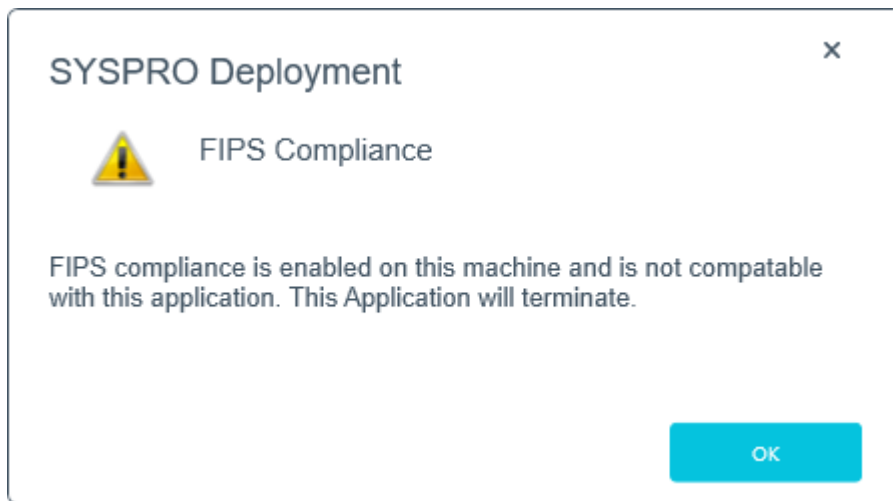 SYSPRO Deployment
FIPS Compliance
FIPS compliance is enabled on this machine and is not compatable
with this application. This Application will terminate.
OK